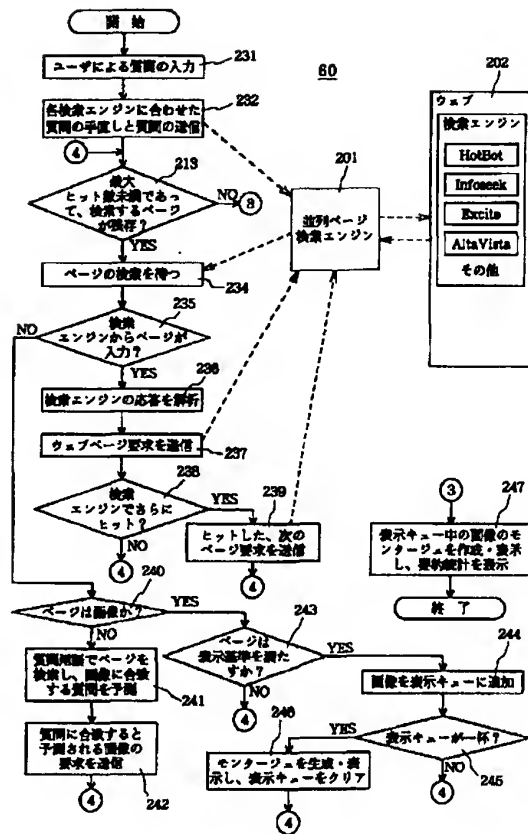 開始
231
ユーザによる質問の入力
60
202
232
各検索エンジンに合わせた
質問の手直しと質問の送信
ウェブ
検索エンジン
HotBot
Infoseek
Excite
AltaVista
その他
4
213
最大
ヒット数未満であって、
検索するページ
が残存？
NO
8
YES
201
並列ページ
検索エンジン
ページの検索を待つ
234
235
検索
エンジンからページが
入力？
NO
YES
236
検索エンジンの応答を解析
ウェブページ要求を送信
237
238
検索
エンジンでさらに
ヒット？
YES
NO
4
239
ヒットした、次の
ページ要求を送信
4
3
247
表示キュー中の画像の
モンタージュを作成・表示
し、要約統計を表示
終了
240
ページは画像か？
YES
NO
241
質問用語でページを
検索し、画像に合致
する質問を予測
質問に合致すると
予測される画像の
要求を送信
242
4
243
ページは
表示基準を満た
すか？
YES
NO
4
244
画像を表示キューに追加
表示キューが一杯？
245
YES
NO
4
246
モンタージュを生成・表
示し、表示キューをクリア
4